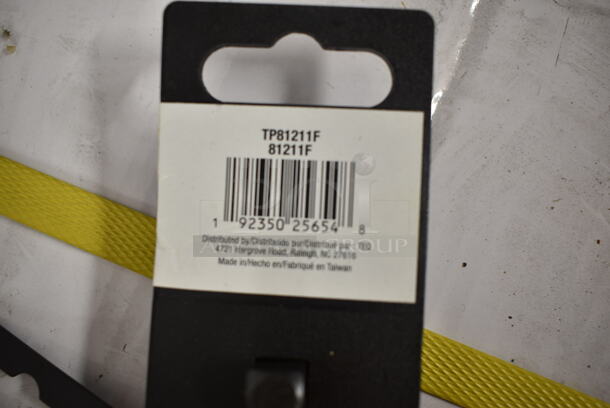 TP81211F
81211F
1 92350 25654 8
Distributed by/Distribuido por/Distribué par:
4721 Hargrove Road, Raleigh, NC 27616
Made in/Hecho en/Fabriqué en Taiwan
GROUP